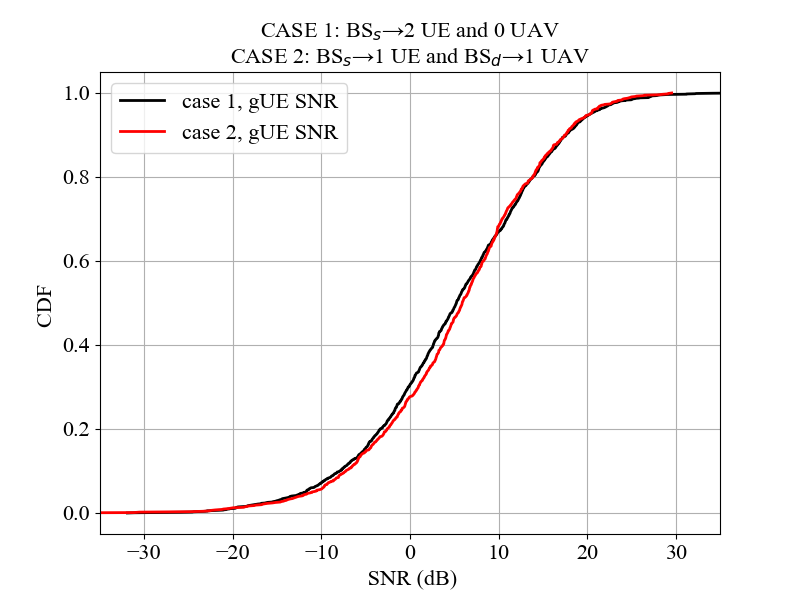 CASE 1: BSₛ→2 UE and 0 UAV
CASE 2: BSₛ→1 UE and BS_d→1 UAV
case 1, gUE SNR
case 2, gUE SNR
CDF
1.0
0.8
0.6
0.4
0.2
0.0
−30 −20 −10 0 10 20 30
SNR (dB)